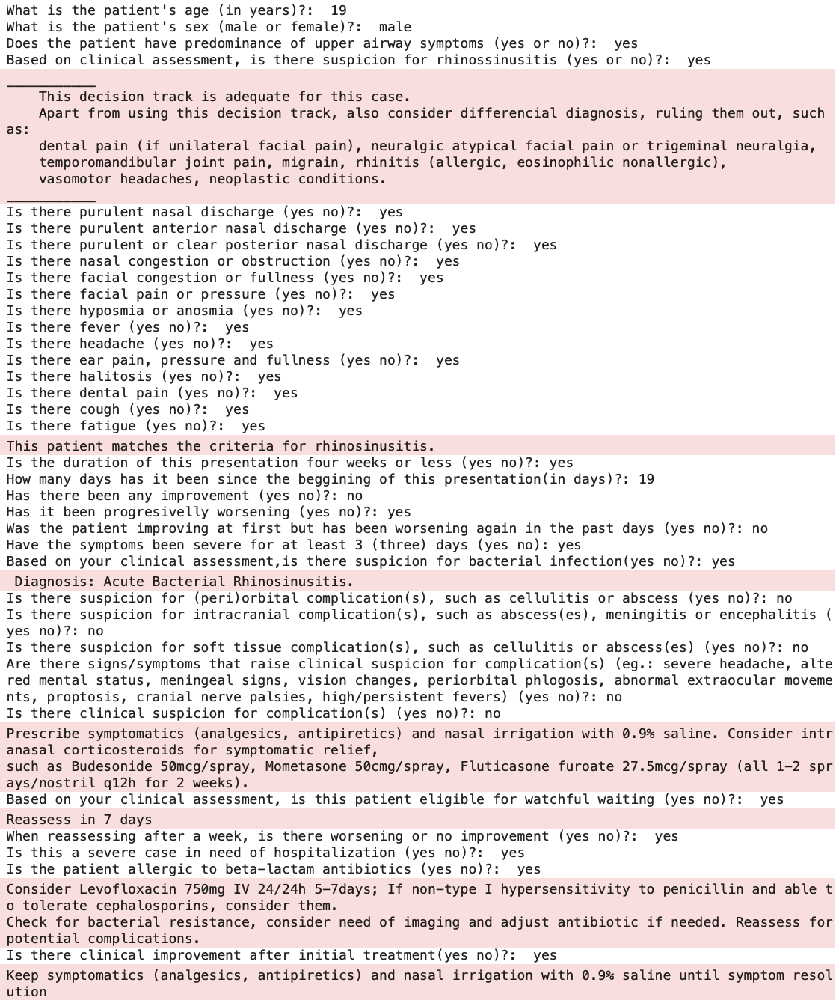 What is the patient's age (in years)?:  19
What is the patient's sex (male or female)?:  male
Does the patient have predominance of upper airway symptoms (yes or no)?:  yes
Based on clinical assessment, is there suspicion for rhinossinusitis (yes or no)?:  yes
___________
    This decision track is adequate for this case.
    Apart from using this decision track, also consider differencial diagnosis, ruling them out, such
as:
    dental pain (if unilateral facial pain), neuralgic atypical facial pain or trigeminal neuralgia,
    temporomandibular joint pain, migrain, rhinitis (allergic, eosinophilic nonallergic),
    vasomotor headaches, neoplastic conditions.
___________
Is there purulent nasal discharge (yes no)?:  yes
Is there purulent anterior nasal discharge (yes no)?:  yes
Is there purulent or clear posterior nasal discharge (yes no)?:  yes
Is there nasal congestion or obstruction (yes no)?:  yes
Is there facial congestion or fullness (yes no)?:  yes
Is there facial pain or pressure (yes no)?:  yes
Is there hyposmia or anosmia (yes no)?:  yes
Is there fever (yes no)?:  yes
Is there headache (yes no)?:  yes
Is there ear pain, pressure and fullness (yes no)?:  yes
Is there halitosis (yes no)?:  yes
Is there dental pain (yes no)?:  yes
Is there cough (yes no)?:  yes
Is there fatigue (yes no)?:  yes
This patient matches the criteria for rhinosinusitis.
Is the duration of this presentation four weeks or less (yes no)?: yes
How many days has it been since the beggining of this presentation(in days)?: 19
Has there been any improvement (yes no)?: no
Has it been progresivelly worsening (yes no)?: yes
Was the patient improving at first but has been worsening again in the past days (yes no)?: no
Have the symptoms been severe for at least 3 (three) days (yes no): yes
Based on your clinical assessment,is there suspicion for bacterial infection(yes no)?: yes
 Diagnosis: Acute Bacterial Rhinosinusitis.
Is there suspicion for (peri)orbital complication(s), such as cellulitis or abscess (yes no)?: no
Is there suspicion for intracranial complication(s), such as abscess(es), meningitis or encephalitis (
yes no)?: no
Is there suspicion for soft tissue complication(s), such as cellulitis or abscess(es) (yes no)?: no
Are there signs/symptoms that raise clinical suspicion for complication(s) (eg.: severe headache, alte
red mental status, meningeal signs, vision changes, periorbital phlogosis, abnormal extraocular moveme
nts, proptosis, cranial nerve palsies, high/persistent fevers) (yes no)?: no
Is there clinical suspicion for complication(s) (yes no)?: no
Prescribe symptomatics (analgesics, antipiretics) and nasal irrigation with 0.9% saline. Consider intr
anasal corticosteroids for symptomatic relief,
such as Budesonide 50mcg/spray, Mometasone 50cmg/spray, Fluticasone furoate 27.5mcg/spray (all 1-2 spr
ays/nostril q12h for 2 weeks).
Based on your clinical assessment, is this patient eligible for watchful waiting (yes no)?:  yes
Reassess in 7 days
When reassessing after a week, is there worsening or no improvement (yes no)?:  yes
Is this a severe case in need of hospitalization (yes no)?:  yes
Is the patient allergic to beta-lactam antibiotics (yes no)?:  yes
Consider Levofloxacin 750mg IV 24/24h 5-7days; If non-type I hypersensitivity to penicillin and able t
o tolerate cephalosporins, consider them.
Check for bacterial resistance, consider need of imaging and adjust antibiotic if needed. Reassess for
potential complications.
Is there clinical improvement after initial treatment(yes no)?:  yes
Keep symptomatics (analgesics, antipiretics) and nasal irrigation with 0.9% saline until symptom resol
ution